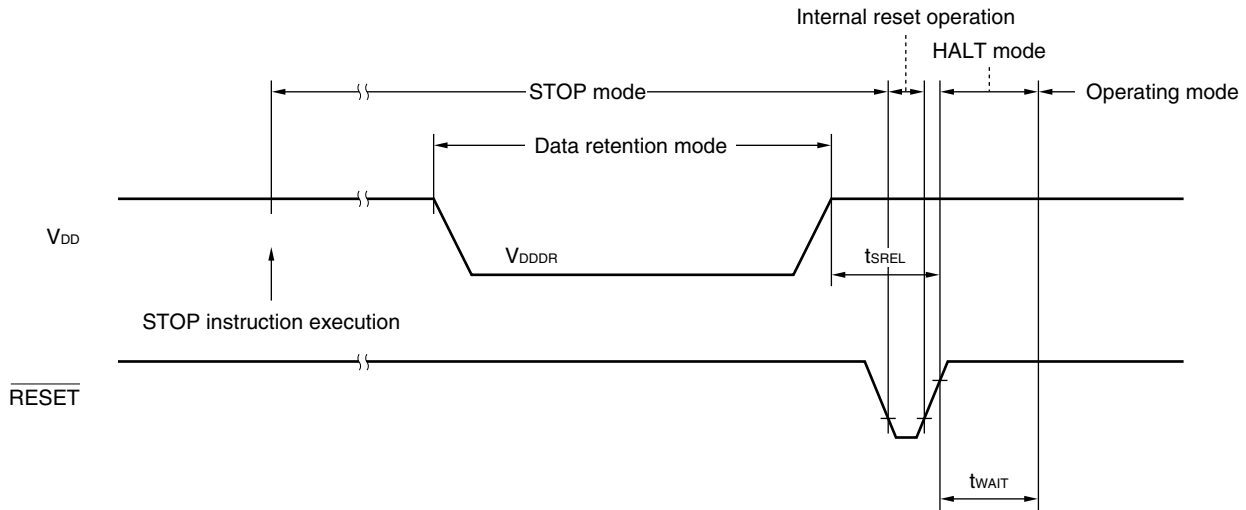 Internal reset operation
HALT mode
STOP mode
Operating mode
Data retention mode
VDD
VDDDR
tSREL
STOP instruction execution
RESET
tWAIT